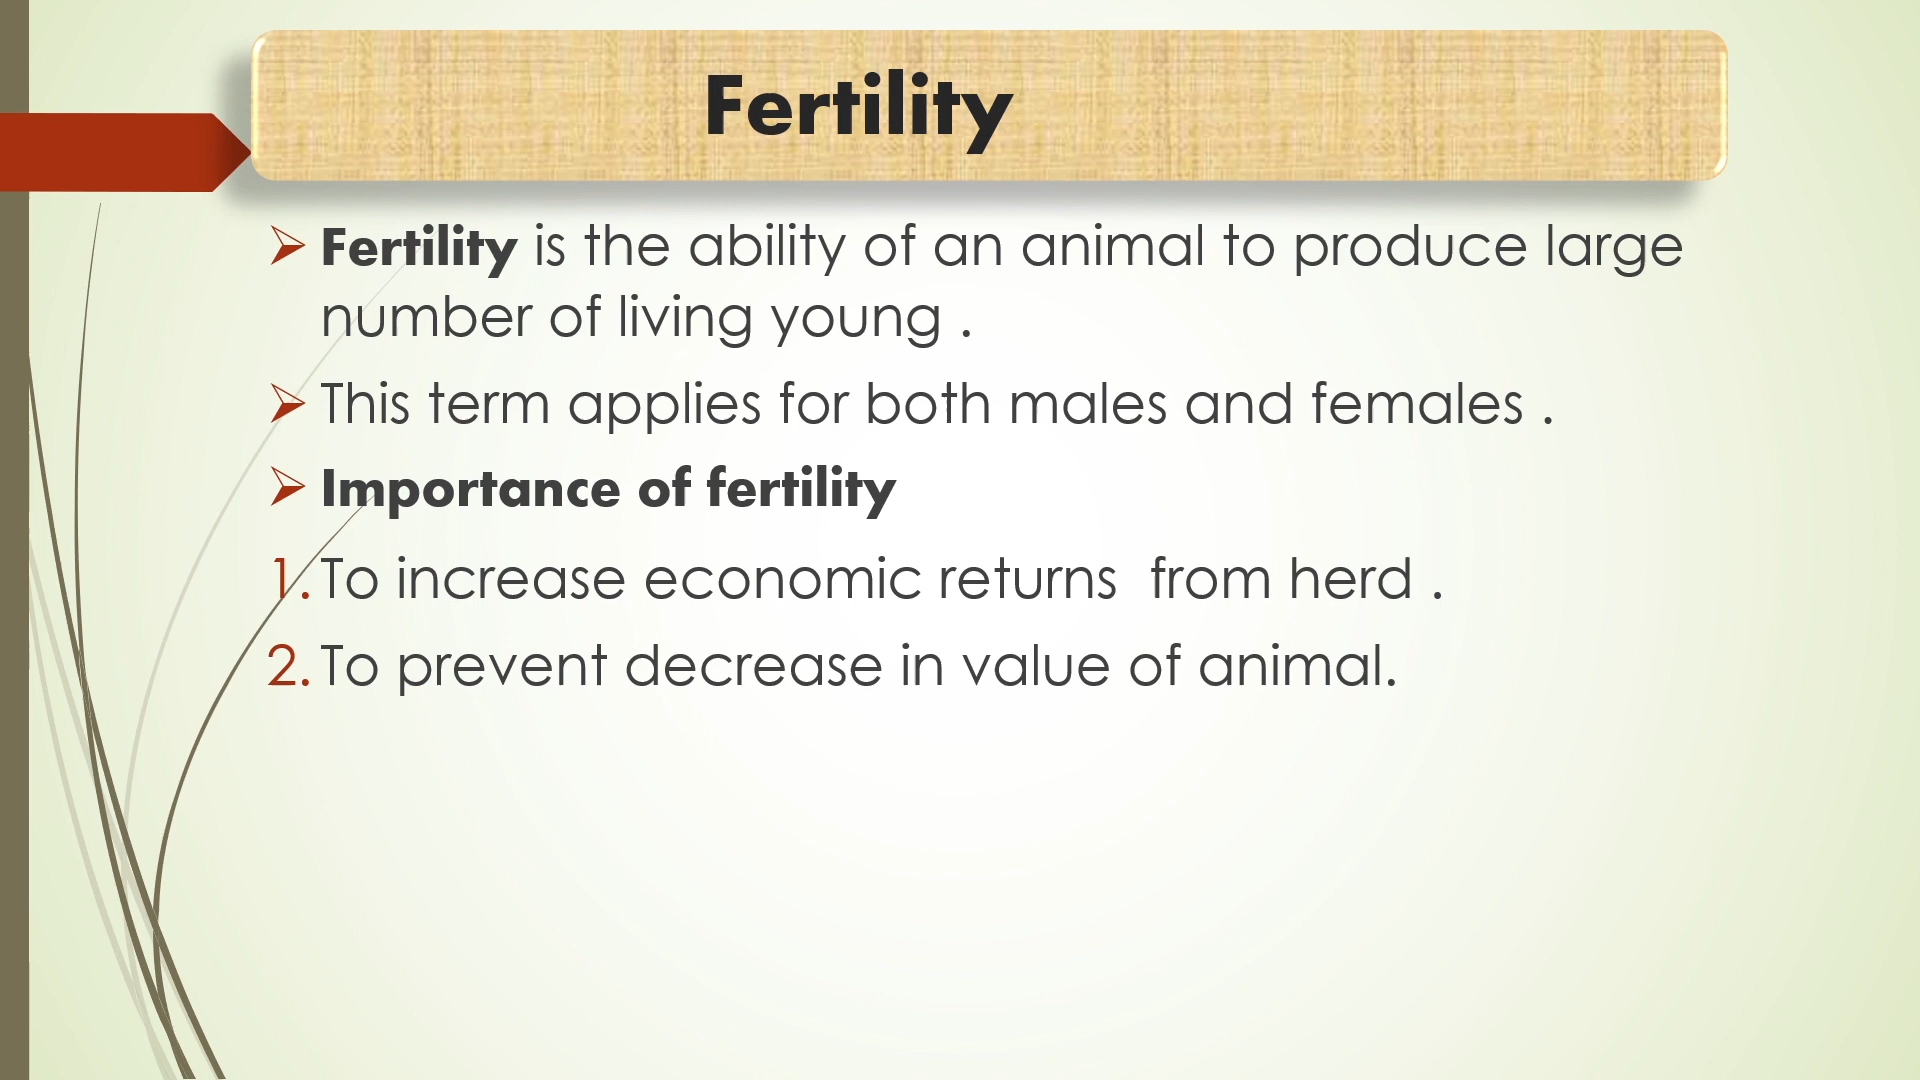 Fertility
Fertility is the ability of an animal to produce large
number of living young .
This term applies for both males and females .
Importance of fertility
1. To increase economic returns  from herd .
2. To prevent decrease in value of animal.